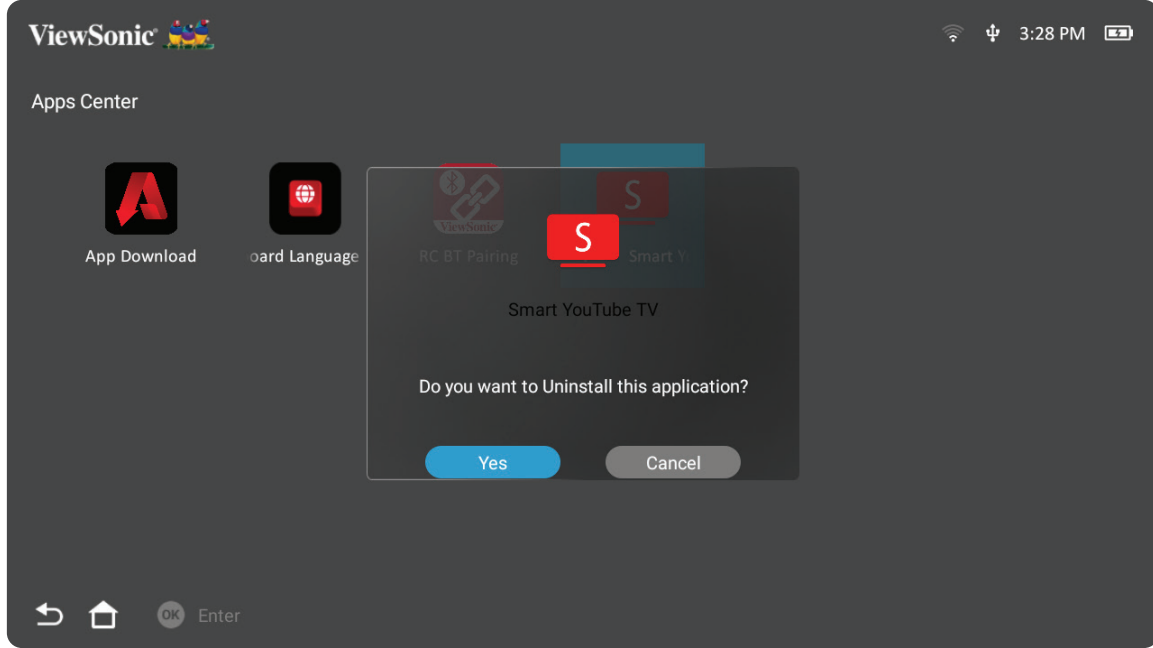 ViewSonic
3:28 PM
Apps Center
S
ViewSonic
S
App Download
oard Language
RC BT Pairing
Smart Y
Smart YouTube TV
Do you want to Uninstall this application?
Yes
Cancel
OK Enter